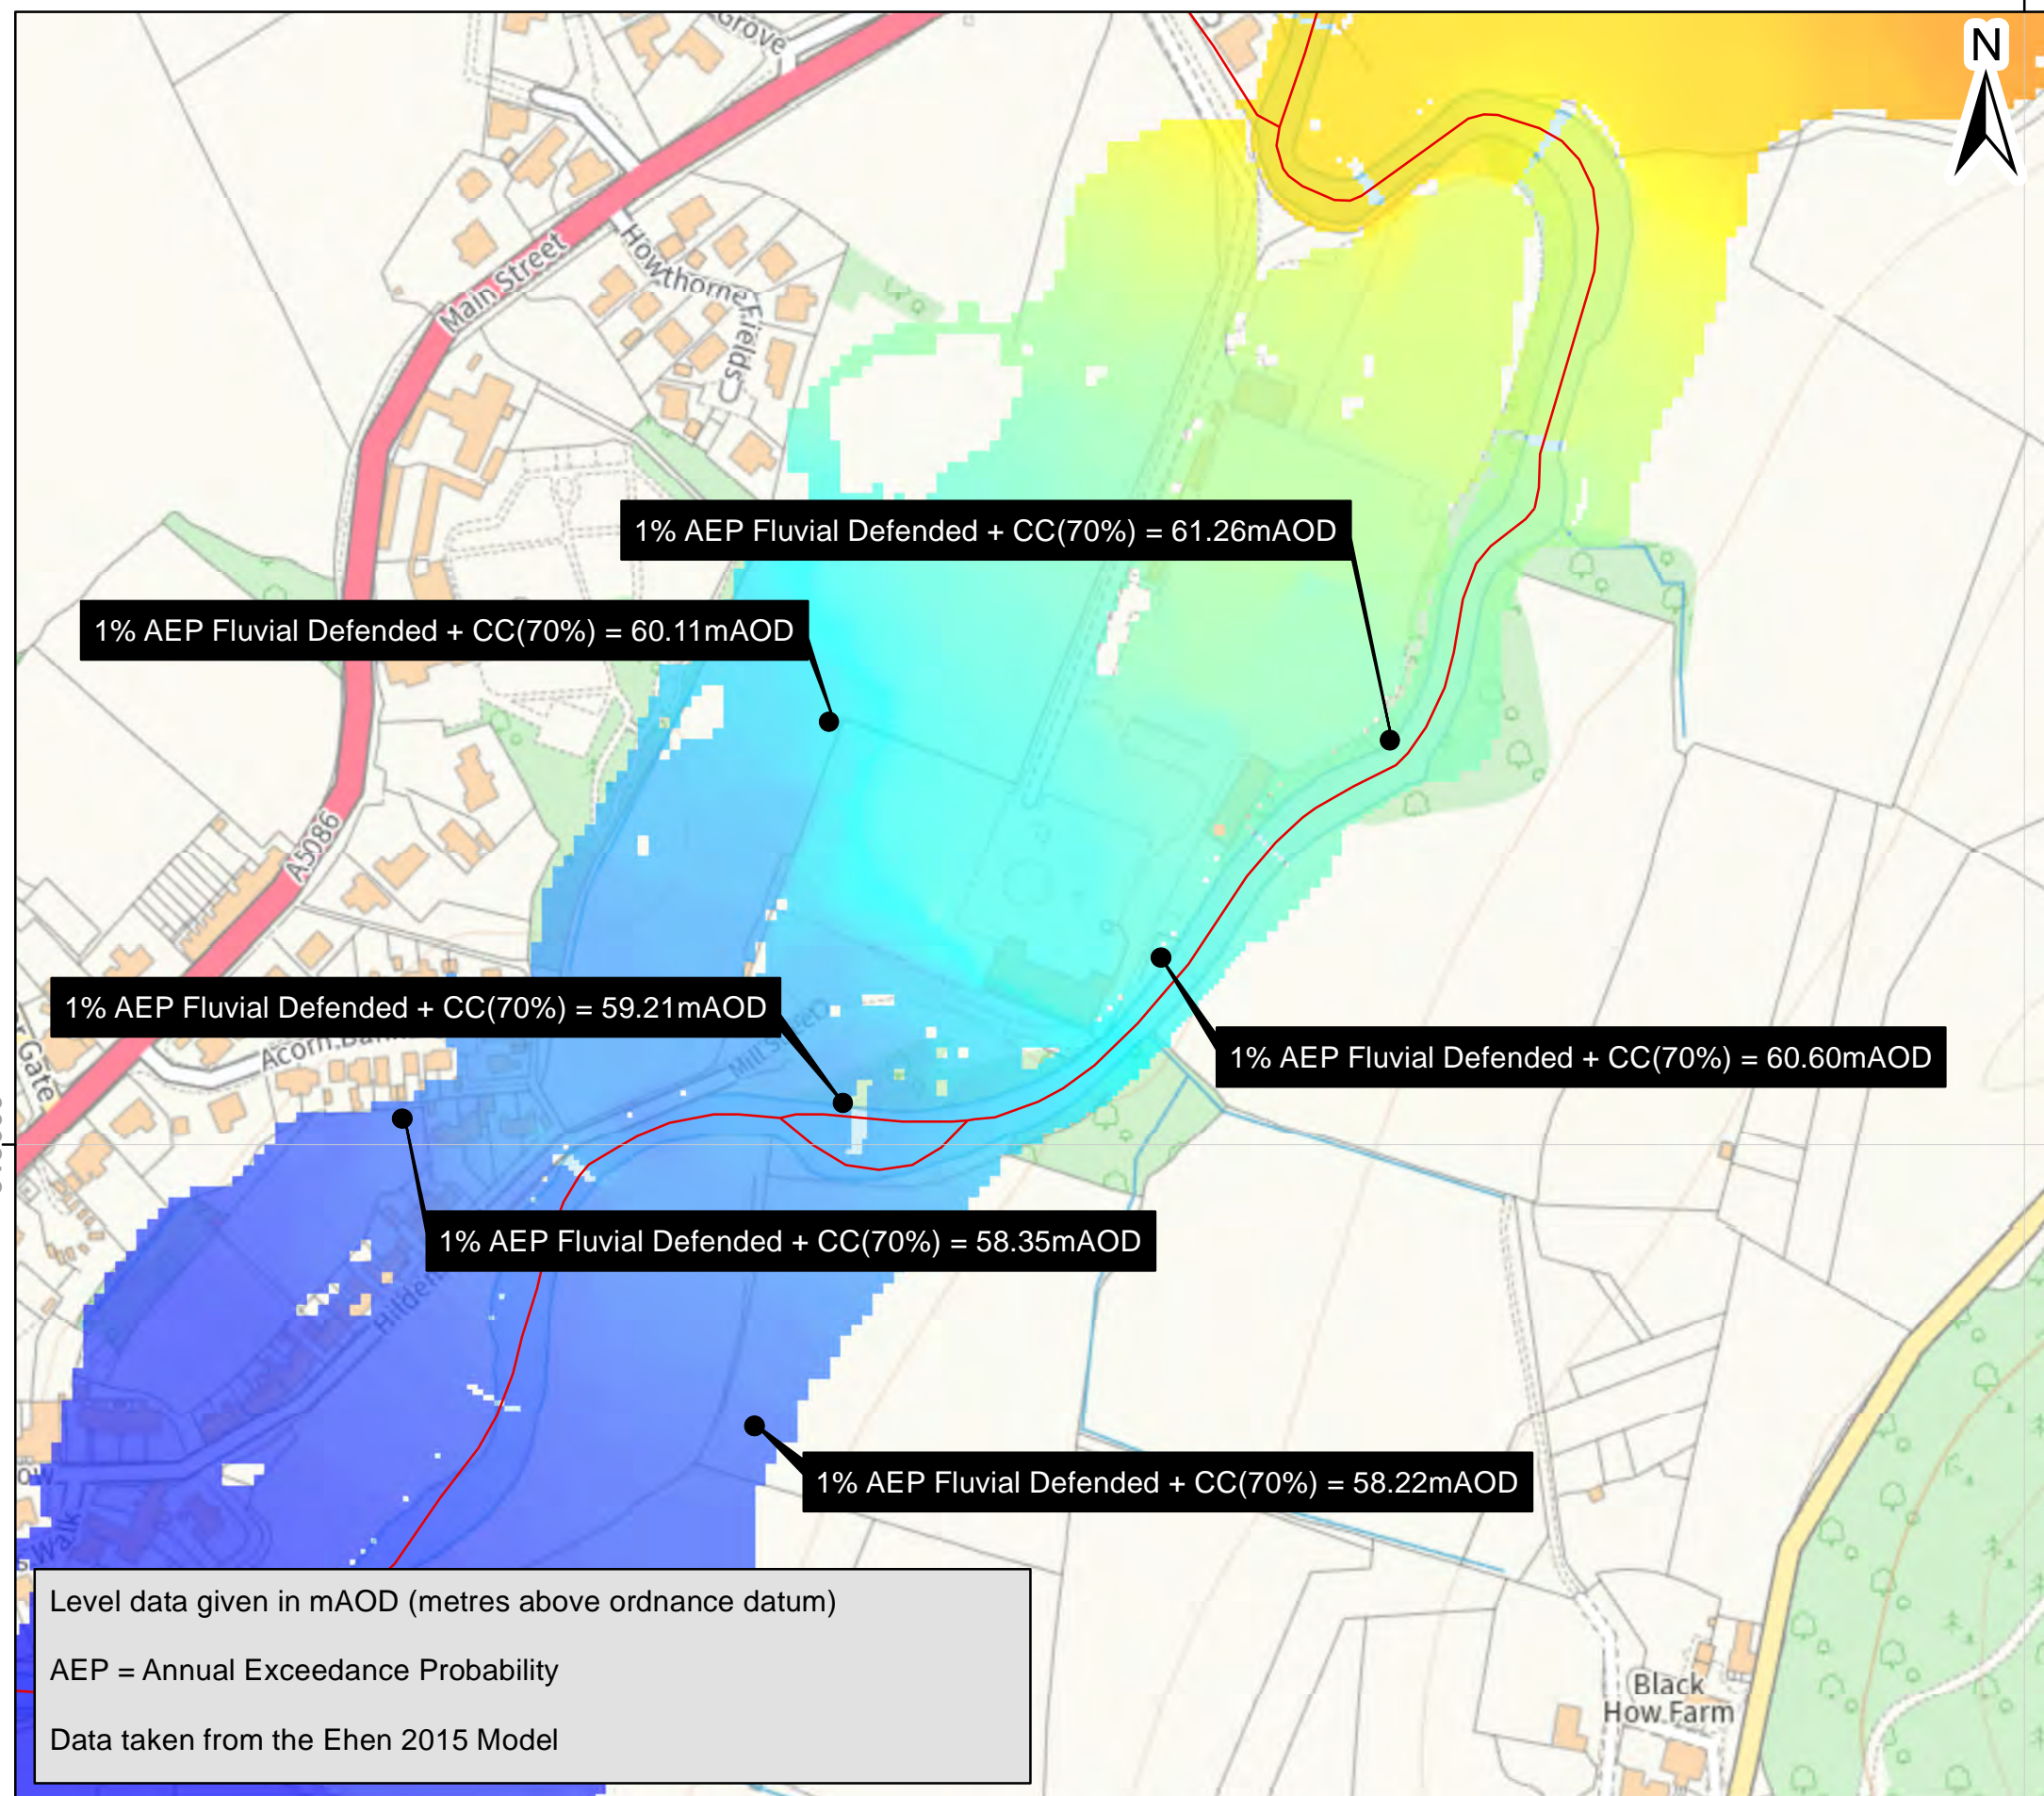 Grove
N
Main Street
Howthorne Fields
1% AEP Fluvial Defended + CC(70%) = 61.26mAOD
1% AEP Fluvial Defended + CC(70%) = 60.11mAOD
A5086
1% AEP Fluvial Defended + CC(70%) = 59.21mAOD
Gate
Acorn Bank
Mill Street
1% AEP Fluvial Defended + CC(70%) = 60.60mAOD
1% AEP Fluvial Defended + CC(70%) = 58.35mAOD
1% AEP Fluvial Defended + CC(70%) = 58.22mAOD
Walk
Level data given in mAOD (metres above ordnance datum)
AEP = Annual Exceedance Probability
Data taken from the Ehen 2015 Model
Black
How Farm